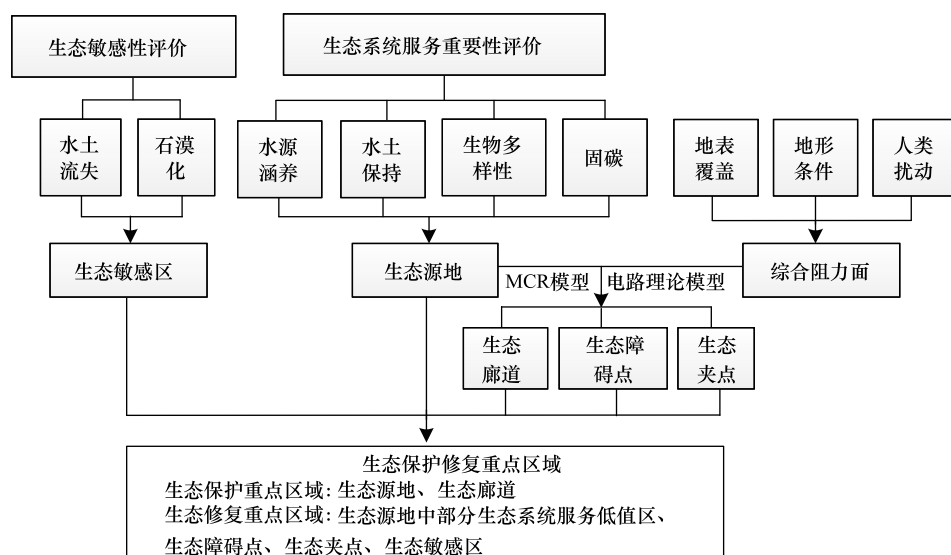 生态敏感性评价
生态系统服务重要性评价
水土
流失
石漠
化
水源
涵养
水土
保持
生物多
样性
固碳
地表
覆盖
地形
条件
人类
扰动
生态敏感区
生态源地
综合阻力面
MCR模型
电路理论模型
生态
廊道
生态障
碍点
生态
夹点
生态保护修复重点区域
生态保护重点区域：生态源地、生态廊道
生态修复重点区域：生态源地中部分生态系统服务低值区、
生态障碍点、生态夹点、生态敏感区